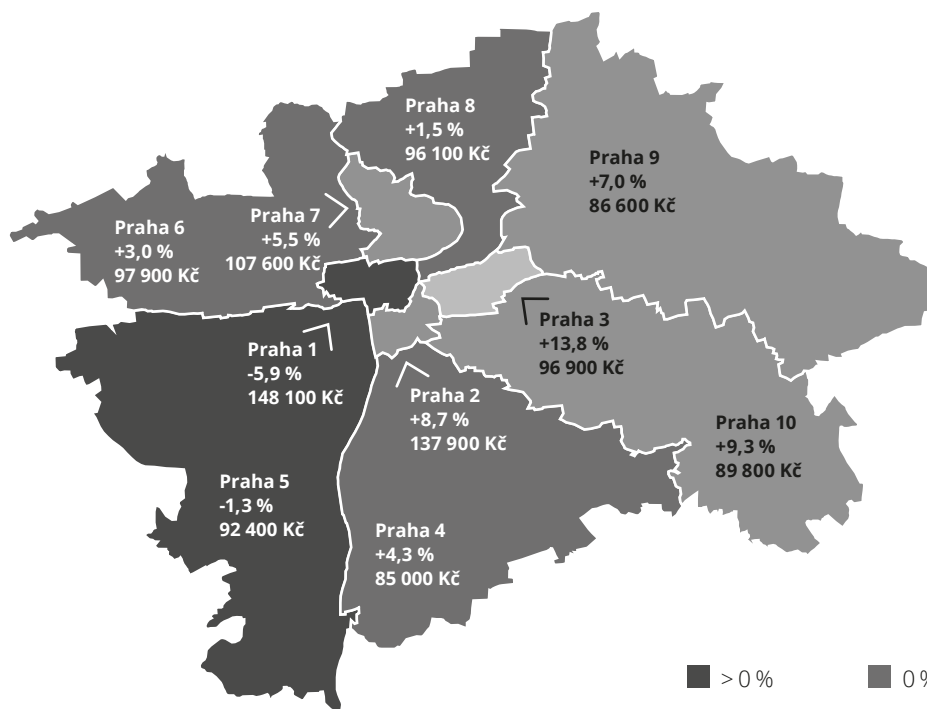 Praha 8
+1,5 %
96 100 Kč
Praha 9
+7,0 %
86 600 Kč
Praha 7
+5,5 %
107 600 Kč
Praha 6
+3,0 %
97 900 Kč
Praha 3
+13,8 %
96 900 Kč
Praha 1
-5,9 %
148 100 Kč
Praha 2
+8,7 %
137 900 Kč
Praha 10
+9,3 %
89 800 Kč
Praha 5
-1,3 %
92 400 Kč
Praha 4
+4,3 %
85 000 Kč
> 0 %
0 %